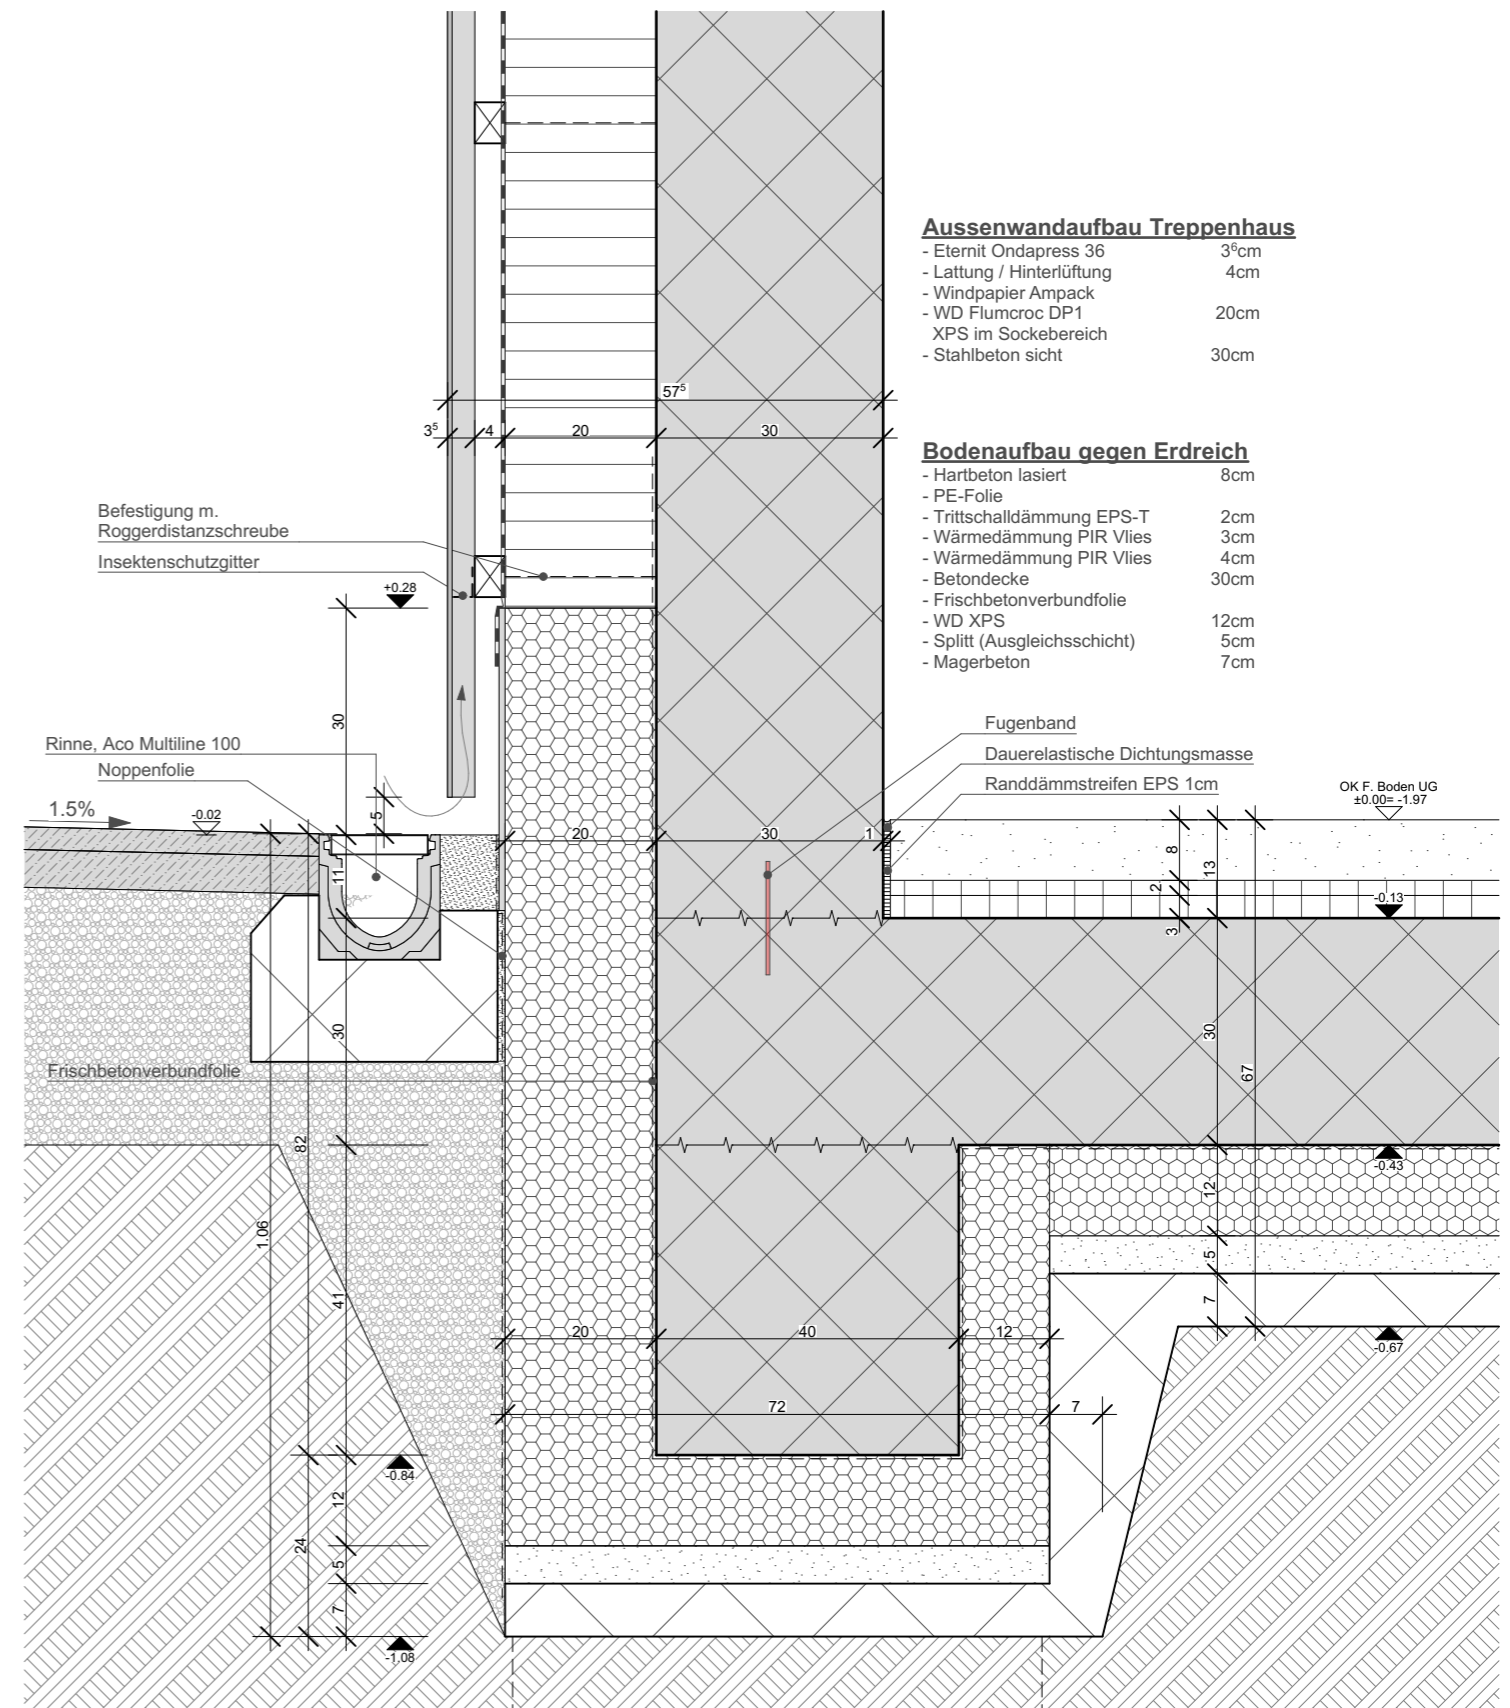 Aussenwandaufbau Treppenhaus
- Eternit Ondapress 36 3⁶cm
- Lattung / Hinterlüftung 4cm
- Windpapier Ampack
- WD Flumcroc DP1 20cm
XPS im Sockebereich
- Stahlbeton sicht 30cm
57⁵
3⁵ 4 20 30
Bodenaufbau gegen Erdreich
- Hartbeton lasiert 8cm
- PE-Folie
- Trittschalldämmung EPS-T 2cm
- Wärmedämmung PIR Vlies 3cm
- Wärmedämmung PIR Vlies 4cm
- Betondecke 30cm
- Frischbetonverbundfolie
- WD XPS 12cm
- Splitt (Ausgleichsschicht) 5cm
- Magerbeton 7cm
Befestigung m.
Roggerdistanzschreube
Insektenschutzgitter
+0.28
30
Rinne, Aco Multiline 100
Noppenfolie
1.5%
-0.02
5
11
Fugenband
Dauerelastische Dichtungsmasse
Randdämmstreifen EPS 1cm
OK F. Boden UG
±0.00= -1.97
20 30 1
8
13
2
3
-0.13
30
30
67
Frischbetonverbundfolie
82
1.06
41
-0.43
12
5
7
-0.67
20 40 12
72 7
-0.84
12
24
5
7
-1.08